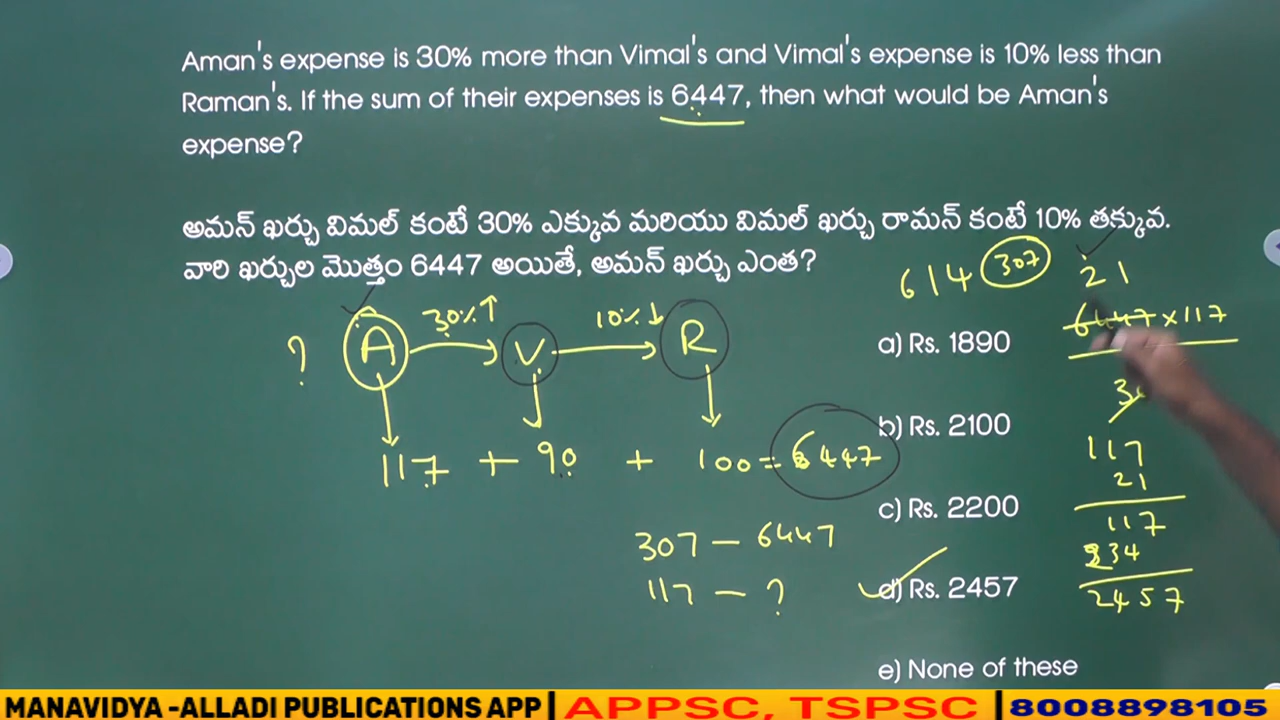 Aman's expense is 30% more than Vimal's and Vimal's expense is 10% less than
Raman's. If the sum of their expenses is 6447, then what would be Aman's
expense?
అమన్ ఖర్చు విమల్ కంటే 30% ఎక్కువ మరియు విమల్ ఖర్చు రామన్ కంటే 10% తక్కువ.
వారి ఖర్చుల మొత్తం 6447 అయితే, అమన్ ఖర్చు ఎంత?
614 307 21
6447 x 117
? A 30% ↑ V 10% ↓ R
a) Rs. 1890
b) Rs. 2100
117 + 90 + 100 = 6447
c) Rs. 2200
307 - 6447
117 - ?
d) Rs. 2457
117
21
117
234
2457
e) None of these
MANAVIDYA -ALLADI PUBLICATIONS APP | APPSC, TSPSC | 8008898105